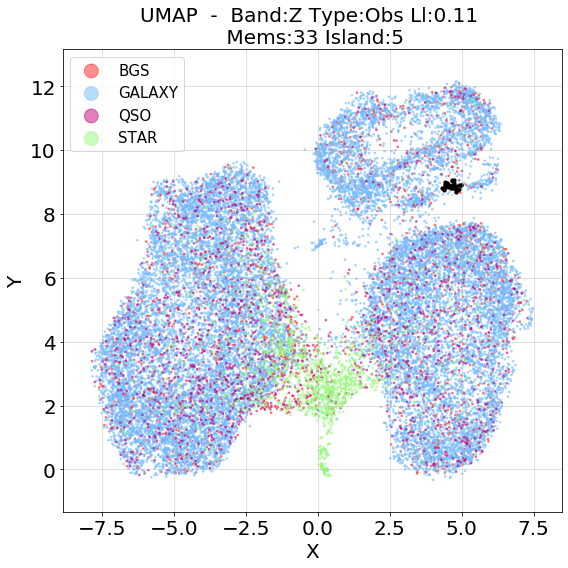 UMAP  -  Band:Z Type:Obs Ll:0.11
Mems:33 Island:5
BGS
GALAXY
QSO
STAR
12
10
8
6
4
2
0
Y
−7.5 −5.0 −2.5 0.0 2.5 5.0 7.5
X